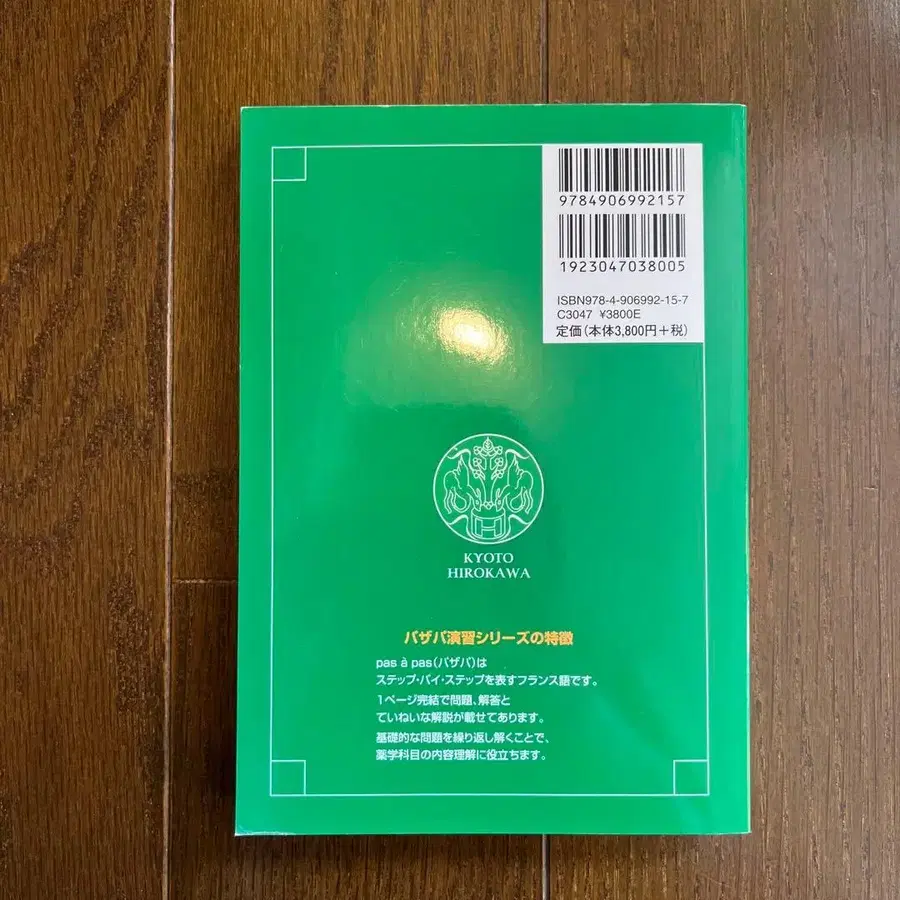 9784906992157
1923047038005
ISBN978-4-906992-15-7
C3047 ¥3800E
定価(本体3,800円+税)
KYOTO
HIROKAWA
パザパ演習シリーズの特徴
pas à pas(パザパ)は
ステップ・バイ・ステップを表すフランス語です。
1ページ完結で問題、解答と
ていねいな解説が載せてあります。
基礎的な問題を繰り返し解くことで、
薬学科目の内容理解に役立ちます。